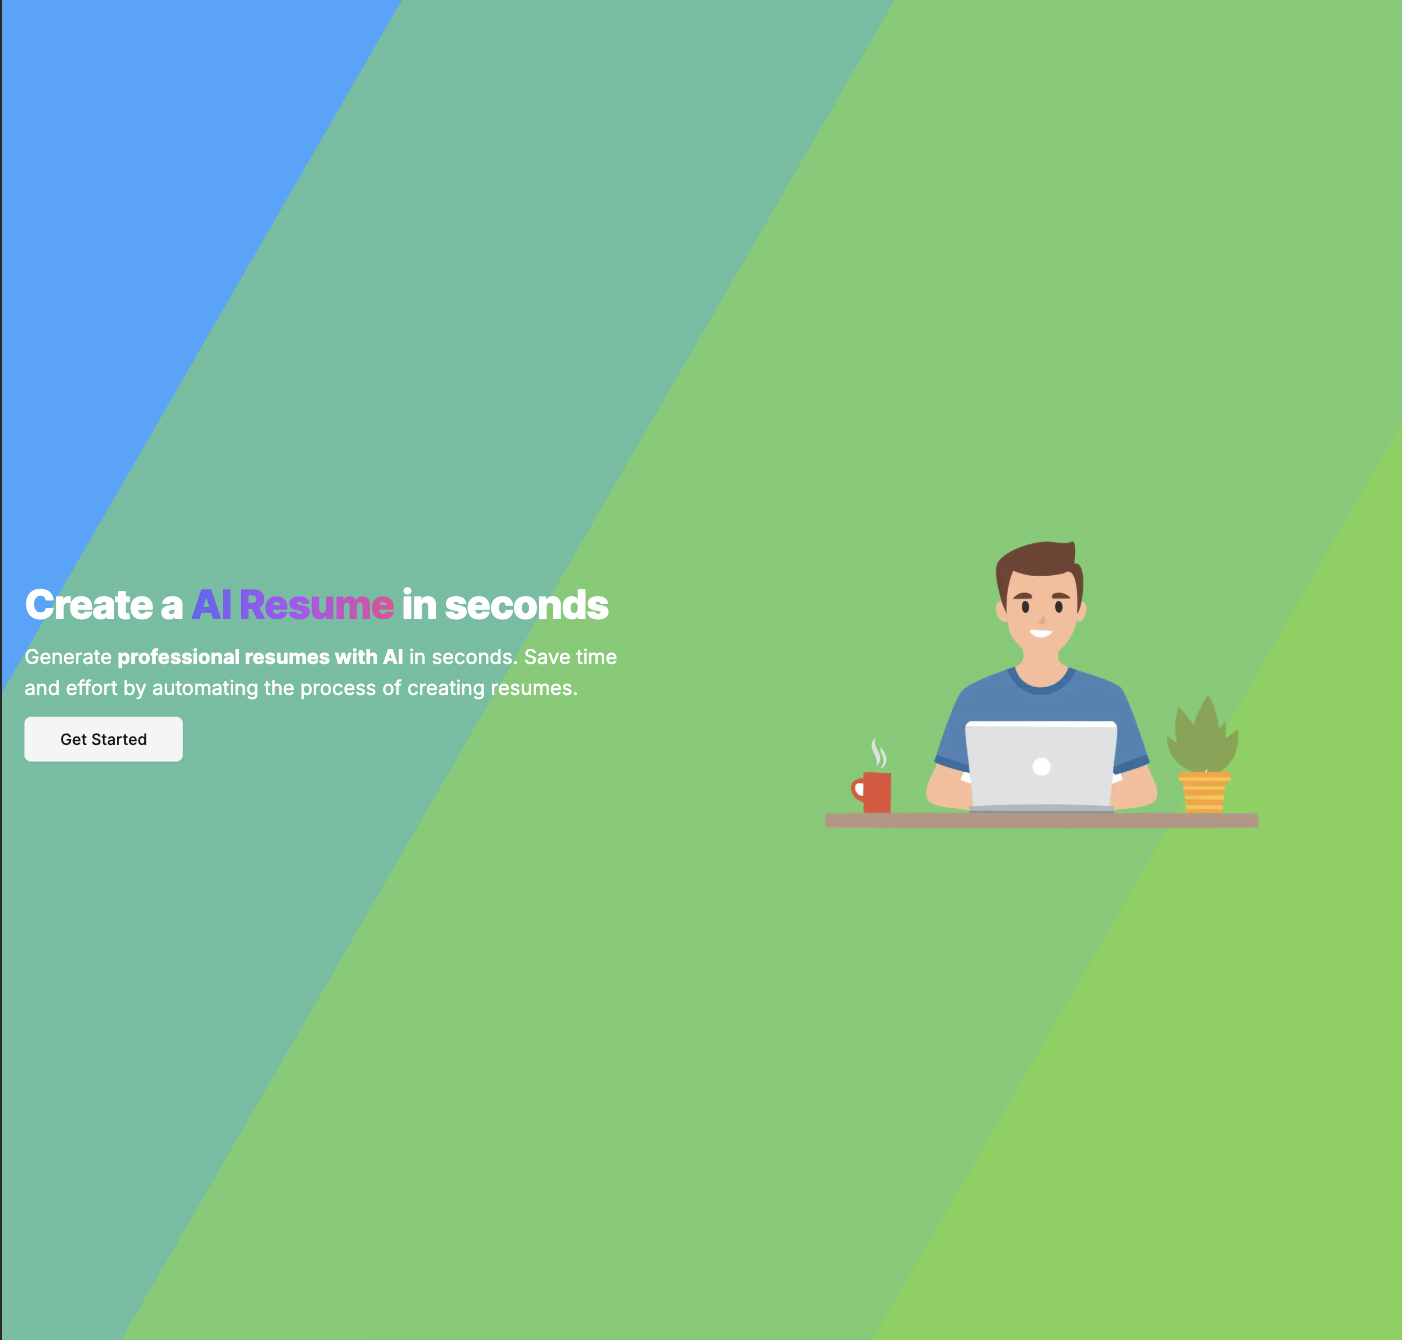 Create a AI Resume in seconds
Generate professional resumes with AI in seconds. Save time
and effort by automating the process of creating resumes.
Get Started